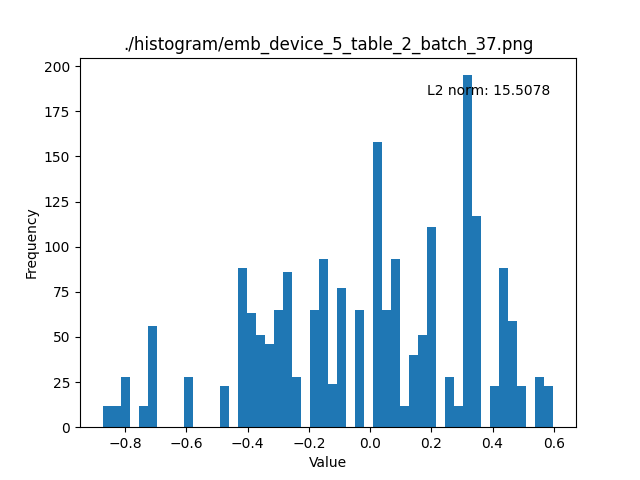 ./histogram/emb_device_5_table_2_batch_37.png
L2 norm: 15.5078
Frequency
200
175
150
125
100
75
50
25
0
−0.8 −0.6 −0.4 −0.2 0.0 0.2 0.4 0.6
Value